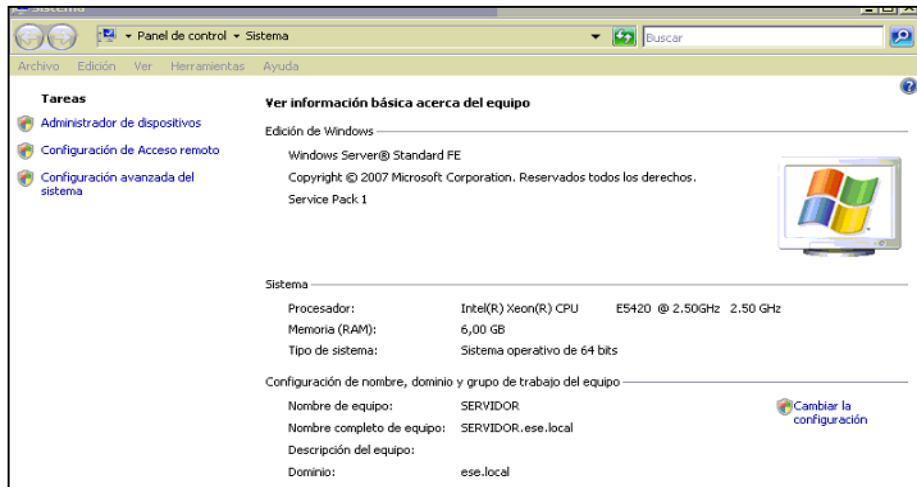 Sistema
Panel de control Sistema
Buscar
Archivo Edición Ver Herramientas Ayuda
Tareas
Administrador de dispositivos
Configuración de Acceso remoto
Configuración avanzada del
sistema
Ver información básica acerca del equipo
Edición de Windows
Windows Server® Standard FE
Copyright © 2007 Microsoft Corporation. Reservados todos los derechos.
Service Pack 1
Sistema
Procesador: Intel(R) Xeon(R) CPU E5420 @ 2.50GHz 2.50 GHz
Memoria (RAM): 6,00 GB
Tipo de sistema: Sistema operativo de 64 bits
Configuración de nombre, dominio y grupo de trabajo del equipo
Nombre de equipo: SERVIDOR
Nombre completo de equipo: SERVIDOR.ese.local
Descripción del equipo:
Dominio: ese.local
Cambiar la
configuración